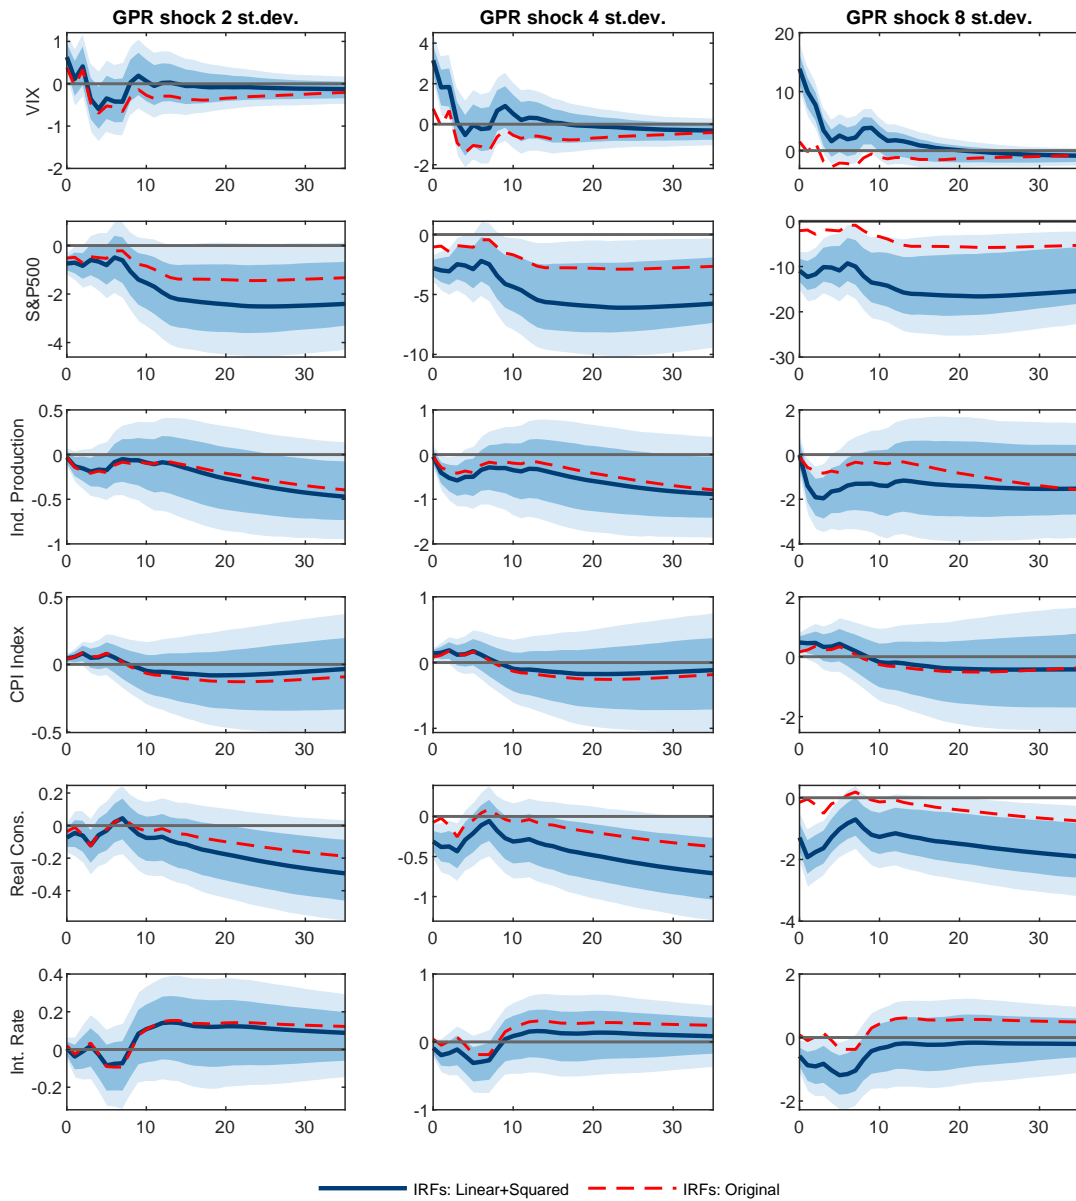 GPR shock 2 st.dev. GPR shock 4 st.dev. GPR shock 8 st.dev.
VIX
1
0
-1
-2
0 10 20 30
4
2
0
-2
0 10 20 30
20
10
0
0 10 20 30
S&P500
0
-2
-4
0 10 20 30
0
-5
-10
0 10 20 30
0
-10
-20
-30
0 10 20 30
Ind. Production
0.5
0
-0.5
-1
0 10 20 30
1
0
-1
-2
0 10 20 30
2
0
-2
-4
0 10 20 30
CPI Index
0.5
0
-0.5
0 10 20 30
1
0
-1
0 10 20 30
2
0
-2
0 10 20 30
Real Cons.
0.2
0
-0.2
-0.4
0 10 20 30
0
-0.5
-1
0 10 20 30
0
-2
-4
0 10 20 30
Int. Rate
0.4
0.2
0
-0.2
0 10 20 30
1
0
-1
0 10 20 30
2
0
-2
0 10 20 30
IRFs: Linear+Squared IRFs: Original